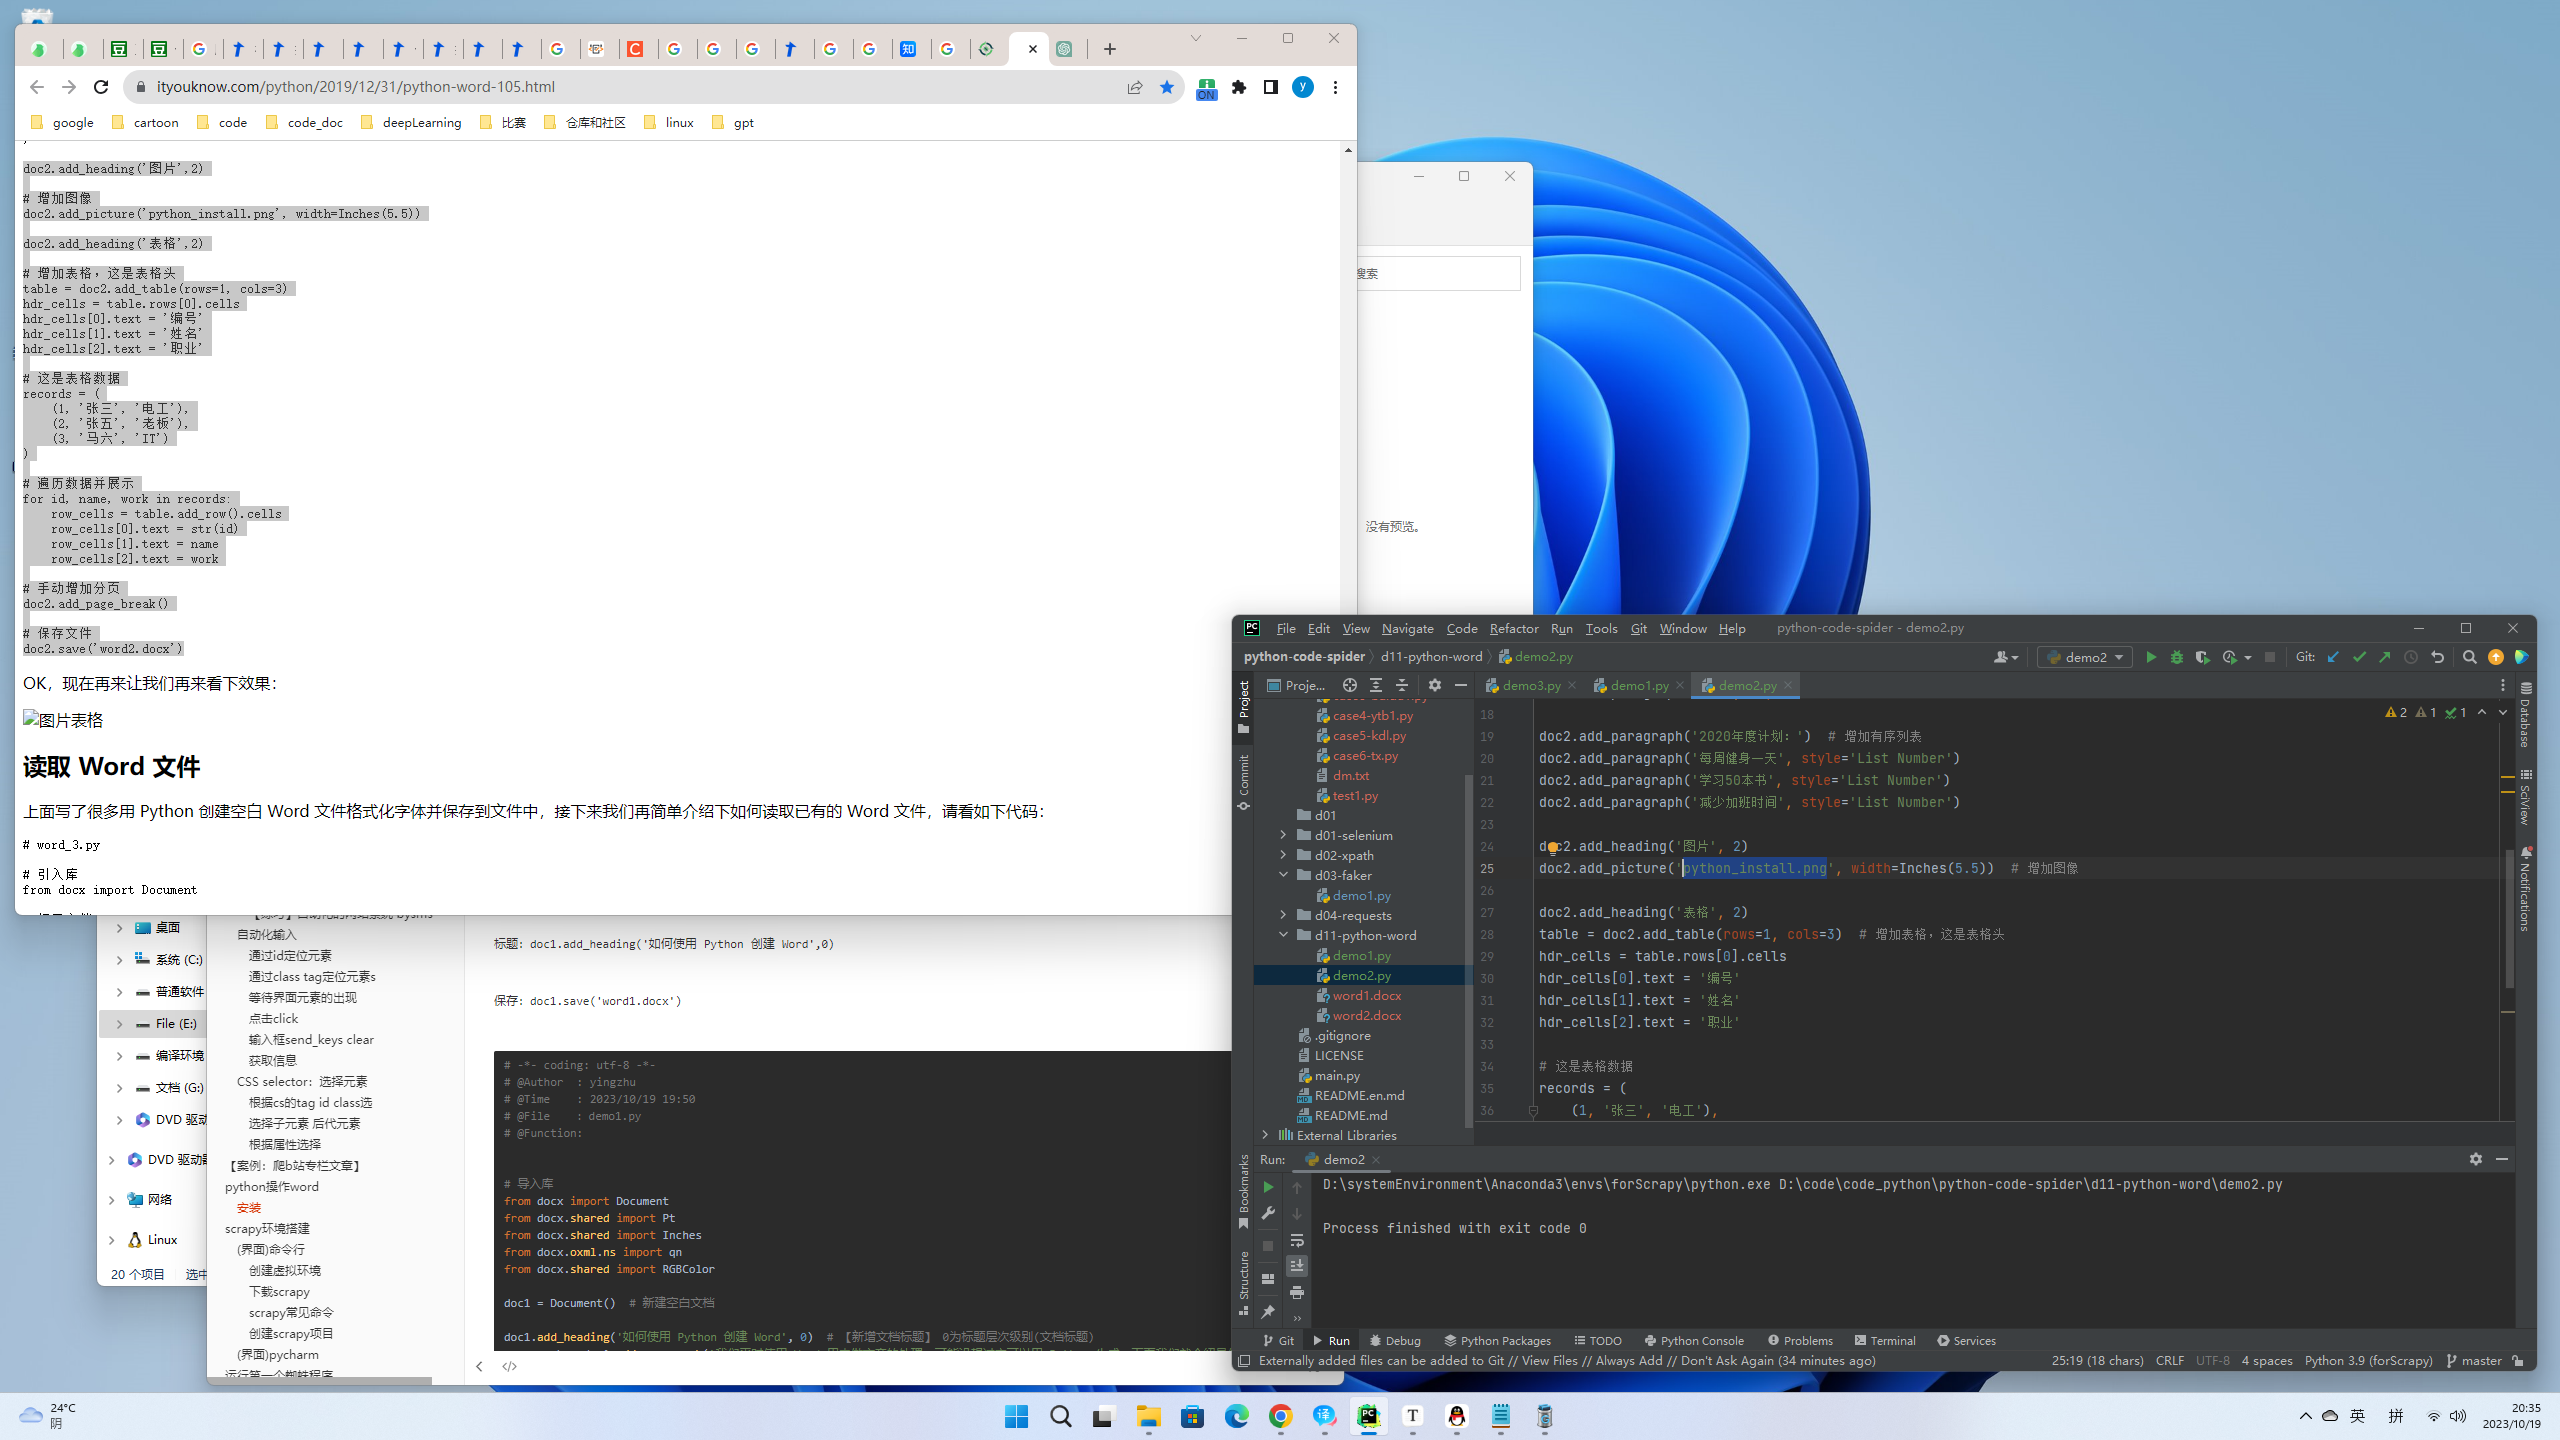 ityouknow.com/python/2019/12/31/python-word-105.html
ON
y
google
cartoon
code
code_doc
deepLearning
比赛
仓库和社区
linux
gpt
doc2.add_heading('图片',2)
# 增加图像
doc2.add_picture('python_install.png', width=Inches(5.5))
doc2.add_heading('表格',2)
# 增加表格，这是表格头
table = doc2.add_table(rows=1, cols=3)
hdr_cells = table.rows[0].cells
hdr_cells[0].text = '编号'
hdr_cells[1].text = '姓名'
hdr_cells[2].text = '职业'
# 这是表格数据
records = (
(1, '张三', '电工'),
(2, '张五', '老板'),
(3, '马六', 'IT')
)
# 遍历数据并展示
for id, name, work in records:
row_cells = table.add_row().cells
row_cells[0].text = str(id)
row_cells[1].text = name
row_cells[2].text = work
# 手动增加分页
doc2.add_page_break()
# 保存文件
doc2.save('word2.docx')
OK，现在再来让我们再来看下效果：
图片表格
读取 Word 文件
上面写了很多用 Python 创建空白 Word 文件格式化字体并保存到文件中，接下来我们再简单介绍下如何读取已有的 Word 文件，请看如下代码：
# word_3.py
# 引入库
from docx import Document
搜索
没有预览。
桌面
系统 (C:)
普通软件
File (E:)
编译环境
文档 (G:)
DVD 驱动
DVD 驱动器
网络
Linux
20 个项目
选中
自动化输入
通过id定位元素
通过class tag定位元素s
等待界面元素的出现
点击click
输入框send_keys clear
获取信息
CSS selector：选择元素
根据cs的tag id class选
选择子元素 后代元素
根据属性选择
【案例：爬b站专栏文章】
python操作word
安装
scrapy环境搭建
(界面)命令行
创建虚拟环境
下载scrapy
scrapy常见命令
创建scrapy项目
(界面)pycharm
运行第一个蜘蛛程序
标题: doc1.add_heading('如何使用 Python 创建 Word',0)
保存: doc1.save('word1.docx')
# -*- coding: utf-8 -*-
# @Author : yingzhu
# @Time : 2023/10/19 19:50
# @File : demo1.py
# @Function:
# 导入库
from docx import Document
from docx.shared import Pt
from docx.shared import Inches
from docx.oxml.ns import qn
from docx.shared import RGBColor
doc1 = Document() # 新建空白文档
doc1.add_heading('如何使用 Python 创建 Word', 0) # 【新增文档标题】 0为标题层次级别(文档标题)
</>
PC
File Edit View Navigate Code Refactor Run Tools Git Window Help
python-code-spider - demo2.py
python-code-spider
d11-python-word
demo2.py
demo2
Git:
Project
Commit
Bookmarks
Structure
Proje...
case4-ytb1.py
case5-kdl.py
case6-tx.py
dm.txt
test1.py
d01
d01-selenium
d02-xpath
d03-faker
demo1.py
d04-requests
d11-python-word
demo1.py
demo2.py
word1.docx
word2.docx
.gitignore
LICENSE
main.py
README.en.md
README.md
External Libraries
demo3.py
demo1.py
demo2.py
2
1
1
18
19 doc2.add_paragraph('2020年度计划：') # 增加有序列表
20 doc2.add_paragraph('每周健身一天', style='List Number')
21 doc2.add_paragraph('学习50本书', style='List Number')
22 doc2.add_paragraph('减少加班时间', style='List Number')
23
24 doc2.add_heading('图片', 2)
25 doc2.add_picture('python_install.png', width=Inches(5.5)) # 增加图像
26
27 doc2.add_heading('表格', 2)
28 table = doc2.add_table(rows=1, cols=3) # 增加表格，这是表格头
29 hdr_cells = table.rows[0].cells
30 hdr_cells[0].text = '编号'
31 hdr_cells[1].text = '姓名'
32 hdr_cells[2].text = '职业'
33
34 # 这是表格数据
35 records = (
36 (1, '张三', '电工'),
Database
SciView
Notifications
Run:
demo2
D:\systemEnvironment\Anaconda3\envs\forScrapy\python.exe D:\code\code_python\python-code-spider\d11-python-word\demo2.py
Process finished with exit code 0
Git
Run
Debug
Python Packages
TODO
Python Console
Problems
Terminal
Services
Externally added files can be added to Git // View Files // Always Add // Don't Ask Again (34 minutes ago)
25:19 (18 chars)
CRLF
UTF-8
4 spaces
Python 3.9 (forScrapy)
master
24°C
阴
英
拼
20:35
2023/10/19